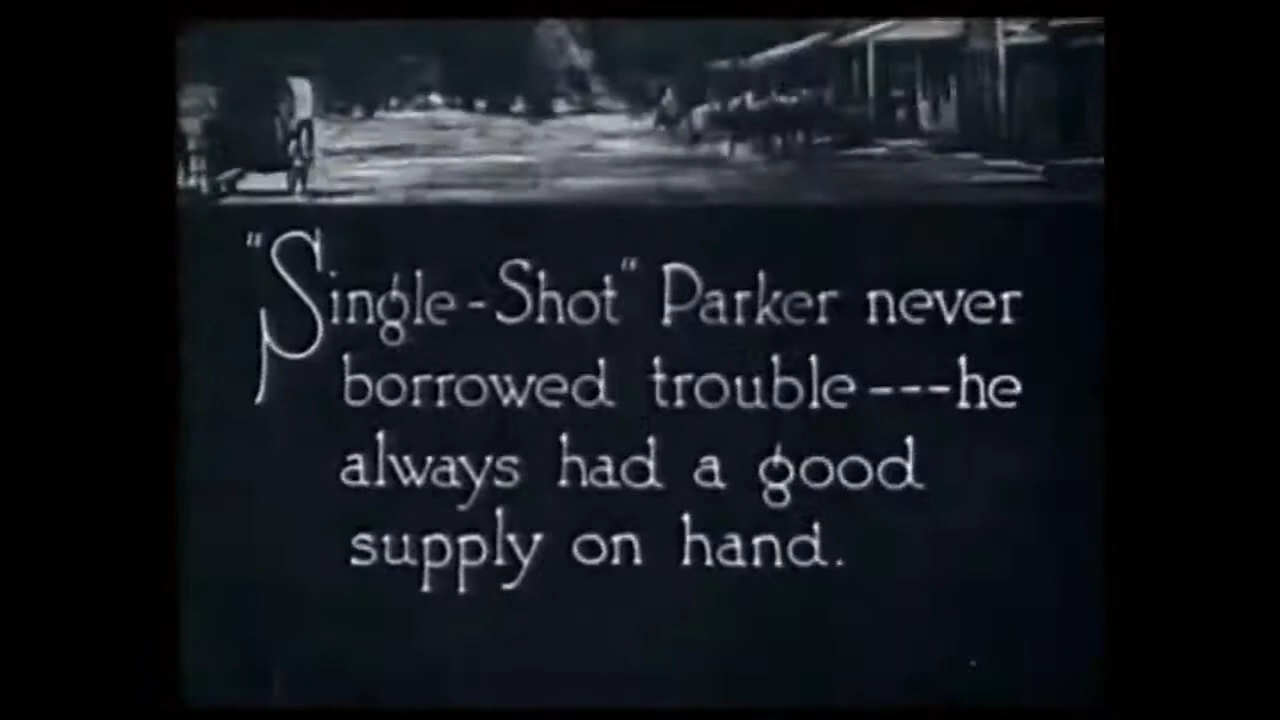 "Single-Shot" Parker never
borrowed trouble---he
always had a good
supply on hand.